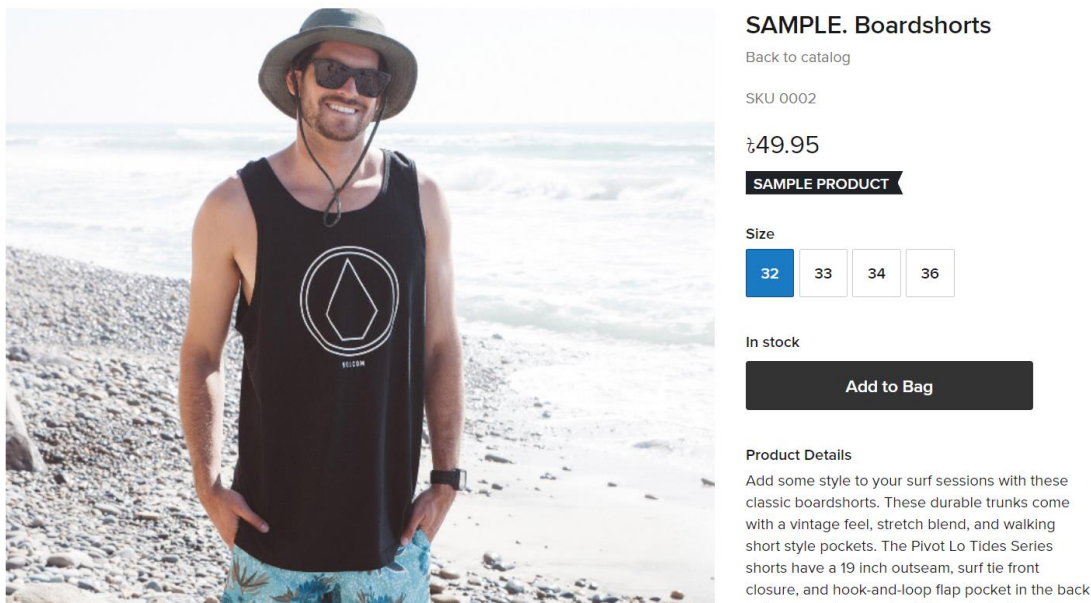 SAMPLE. Boardshorts
Back to catalog
SKU 0002
৳49.95
SAMPLE PRODUCT
Size
32 33 34 36
In stock
Add to Bag
Product Details
Add some style to your surf sessions with these
classic boardshorts. These durable trunks come
with a vintage feel, stretch blend, and walking
short style pockets. The Pivot Lo Tides Series
shorts have a 19 inch outseam, surf tie front
closure, and hook-and-loop flap pocket in the back
VOLCOM